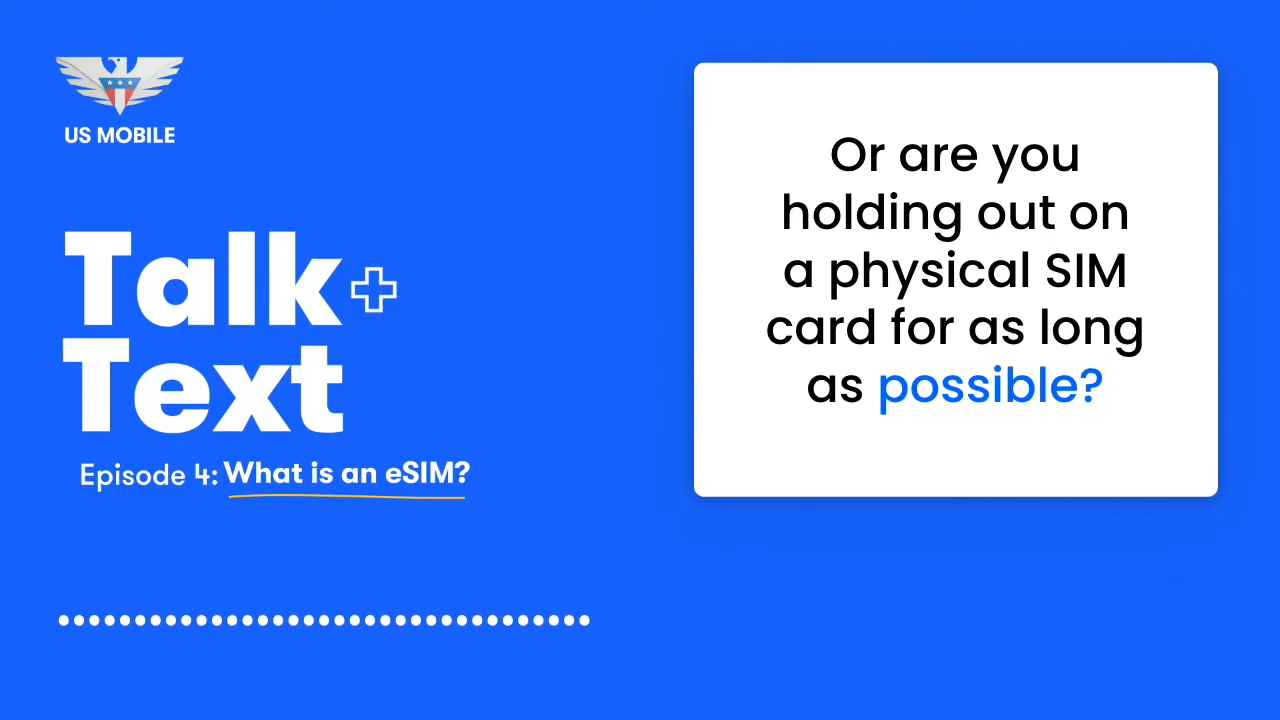 US MOBILE
Talk+
Text
Episode 4: What is an eSIM?
Or are you
holding out on
a physical SIM
card for as long
as possible?